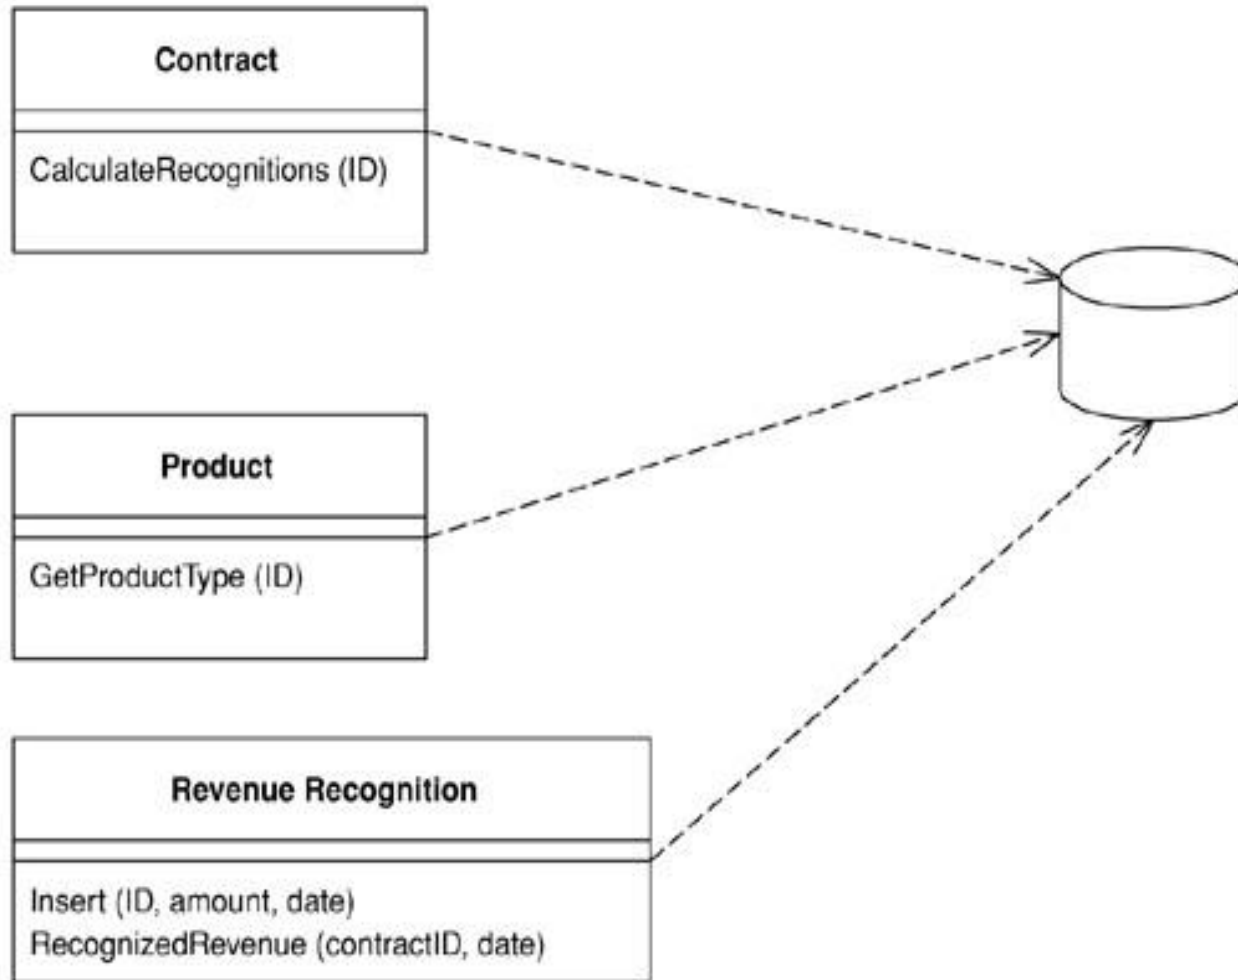 Contract
CalculateRecognitions (ID)
Product
GetProductType (ID)
Revenue Recognition
Insert (ID, amount, date)
RecognizedRevenue (contractID, date)